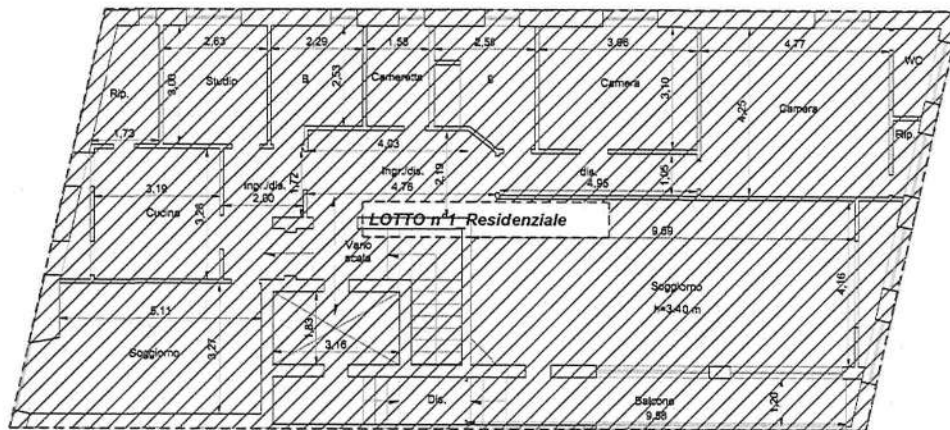 2,63
2,29
1,58
2,58
3,96
4,77
WO
Studio
B
Cameretta
Camera
Camera
3,00
2,53
3,10
4,25
Rip.
Rip.
1,73
4,03
Ingr./dis.
4,76
2,19
dis.
4,95
1,05
3,19
Cucina
3,26
Ingr./dis.
2,00
1,72
LOTTO n°1 Residenziale
Vano
scala
9,59
Soggiorno
H=3.40 m
4,16
5,11
Soggiorno
3,27
1,83
3,16
Dis.
Balcone
9,58
1,20